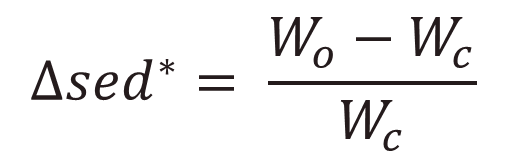 Δsed* = (W_o − W_c) / W_c